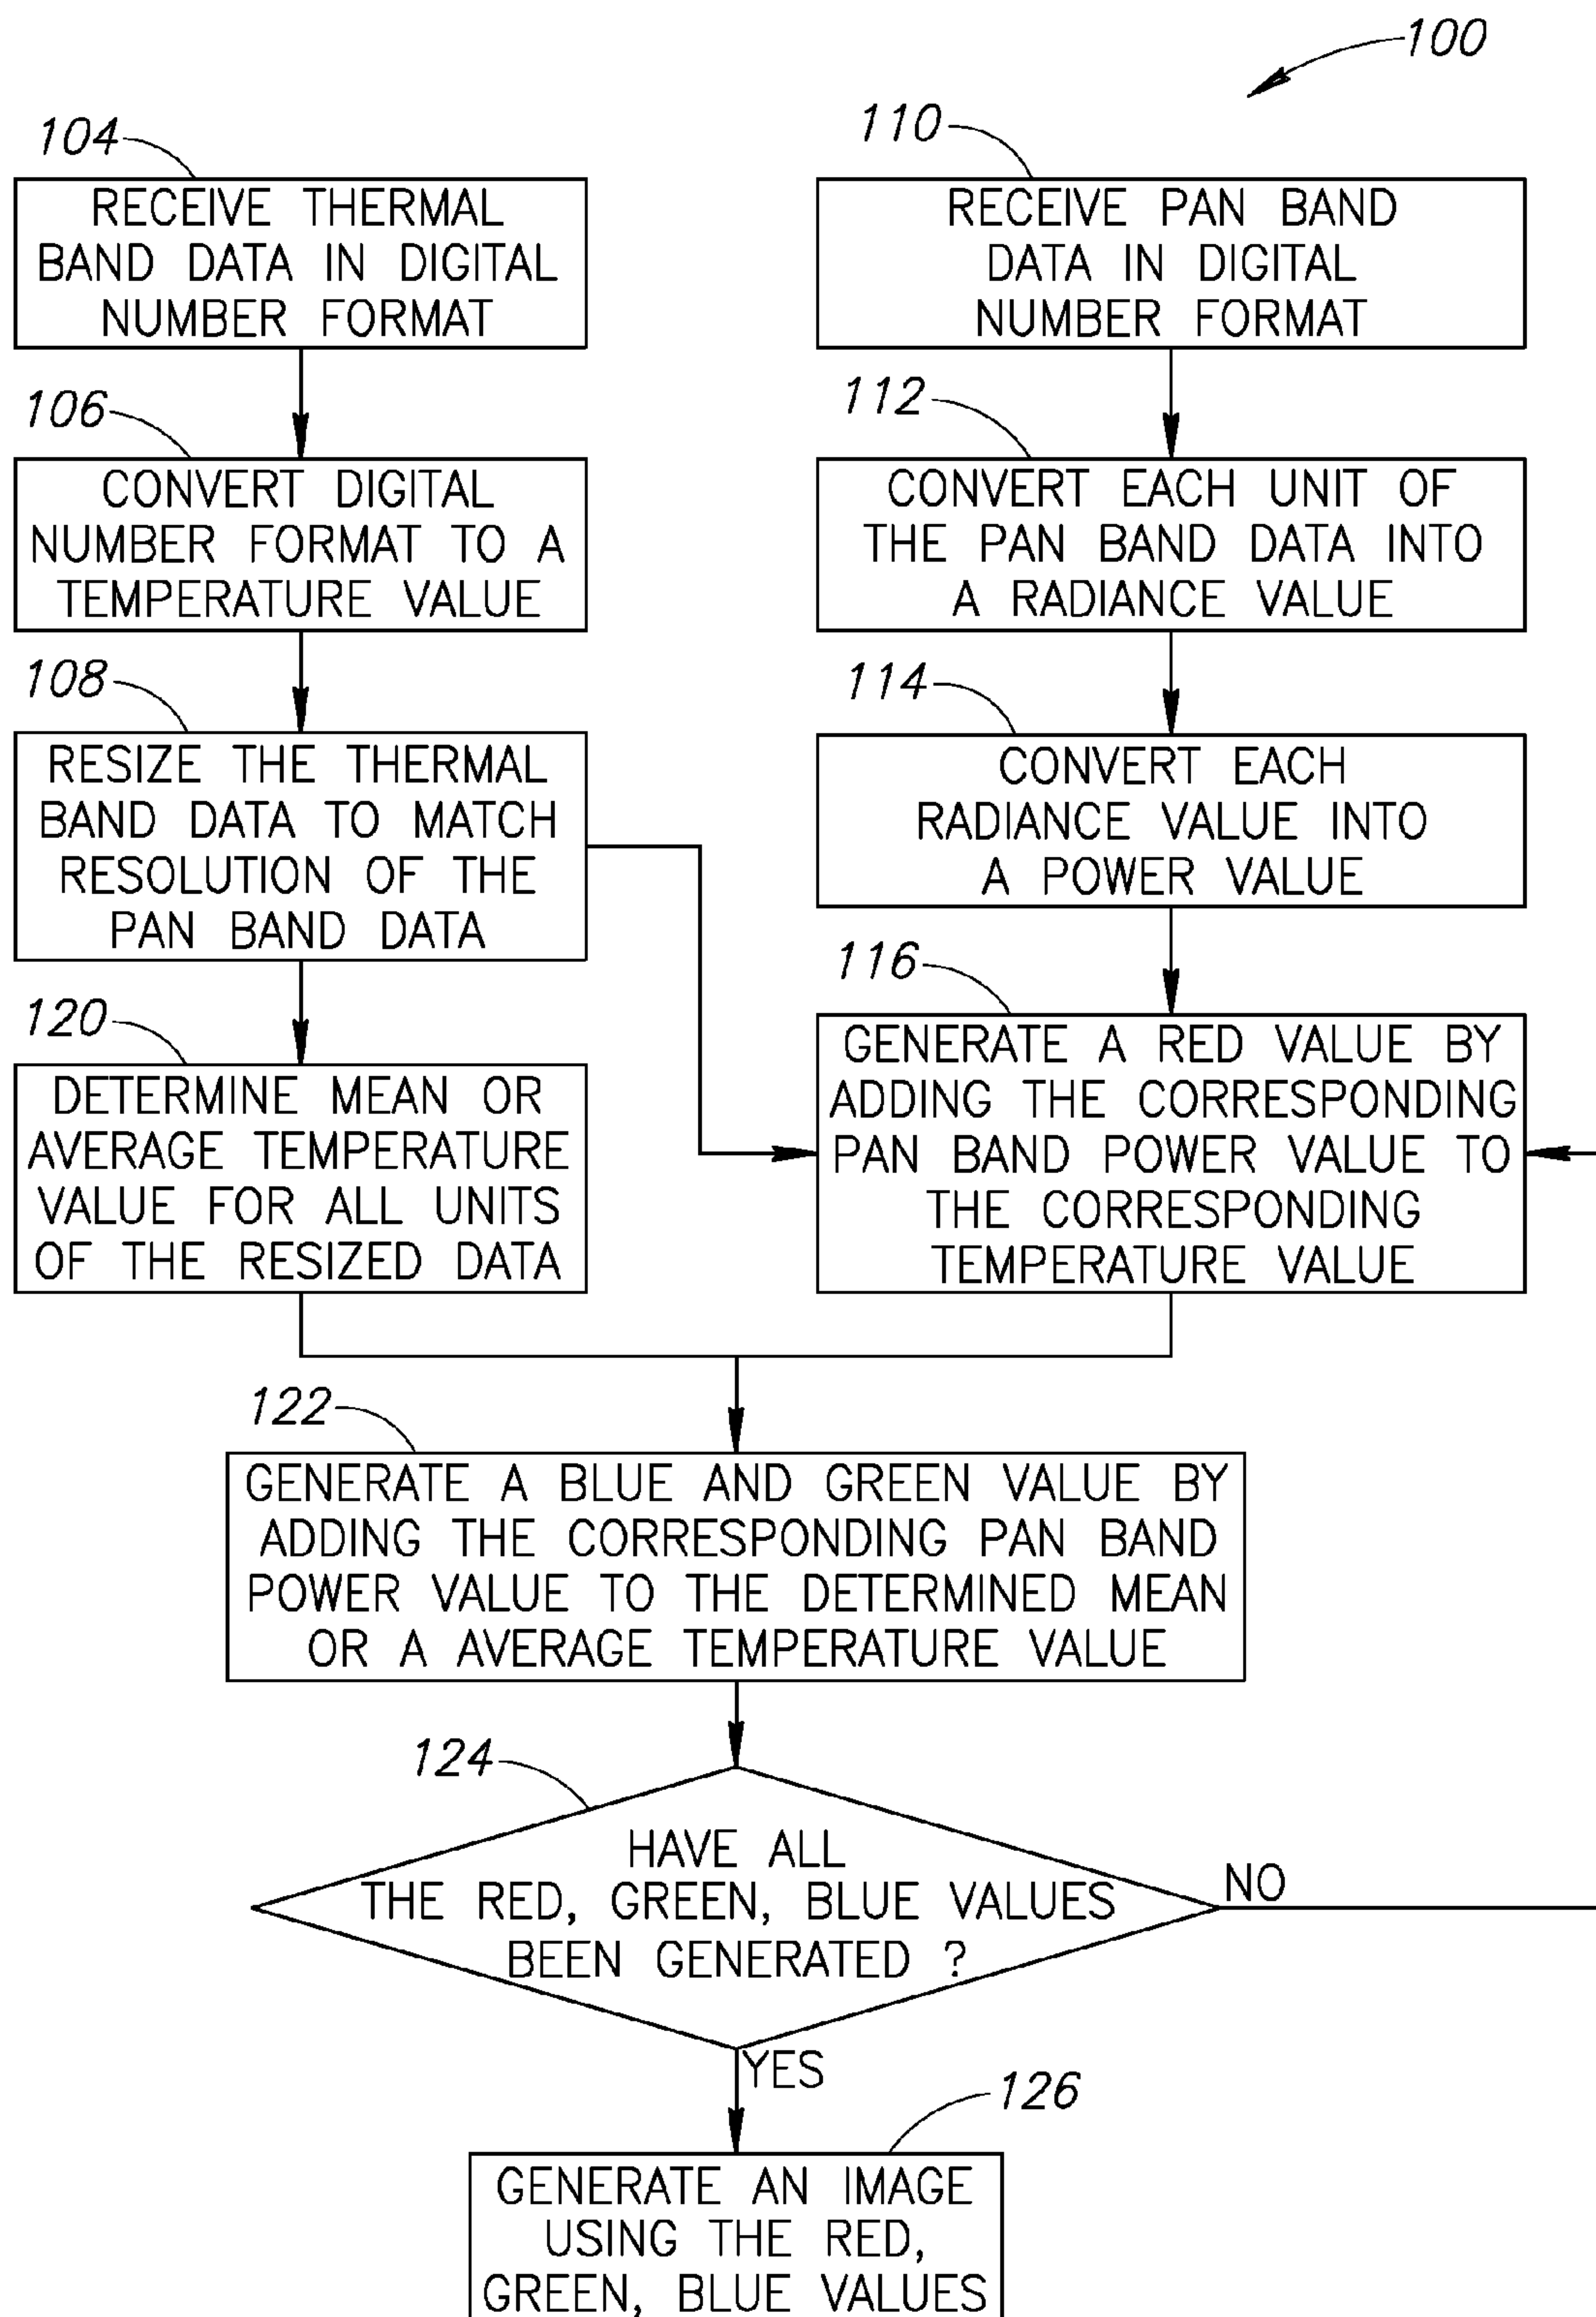 100
104
RECEIVE THERMAL
BAND DATA IN DIGITAL
NUMBER FORMAT
106
CONVERT DIGITAL
NUMBER FORMAT TO A
TEMPERATURE VALUE
108
RESIZE THE THERMAL
BAND DATA TO MATCH
RESOLUTION OF THE
PAN BAND DATA
120
DETERMINE MEAN OR
AVERAGE TEMPERATURE
VALUE FOR ALL UNITS
OF THE RESIZED DATA
110
RECEIVE PAN BAND
DATA IN DIGITAL
NUMBER FORMAT
112
CONVERT EACH UNIT OF
THE PAN BAND DATA INTO
A RADIANCE VALUE
114
CONVERT EACH
RADIANCE VALUE INTO
A POWER VALUE
116
GENERATE A RED VALUE BY
ADDING THE CORRESPONDING
PAN BAND POWER VALUE TO
THE CORRESPONDING
TEMPERATURE VALUE
122
GENERATE A BLUE AND GREEN VALUE BY
ADDING THE CORRESPONDING PAN BAND
POWER VALUE TO THE DETERMINED MEAN
OR A AVERAGE TEMPERATURE VALUE
124
HAVE ALL
THE RED, GREEN, BLUE VALUES
BEEN GENERATED ?
NO
YES
126
GENERATE AN IMAGE
USING THE RED,
GREEN, BLUE VALUES